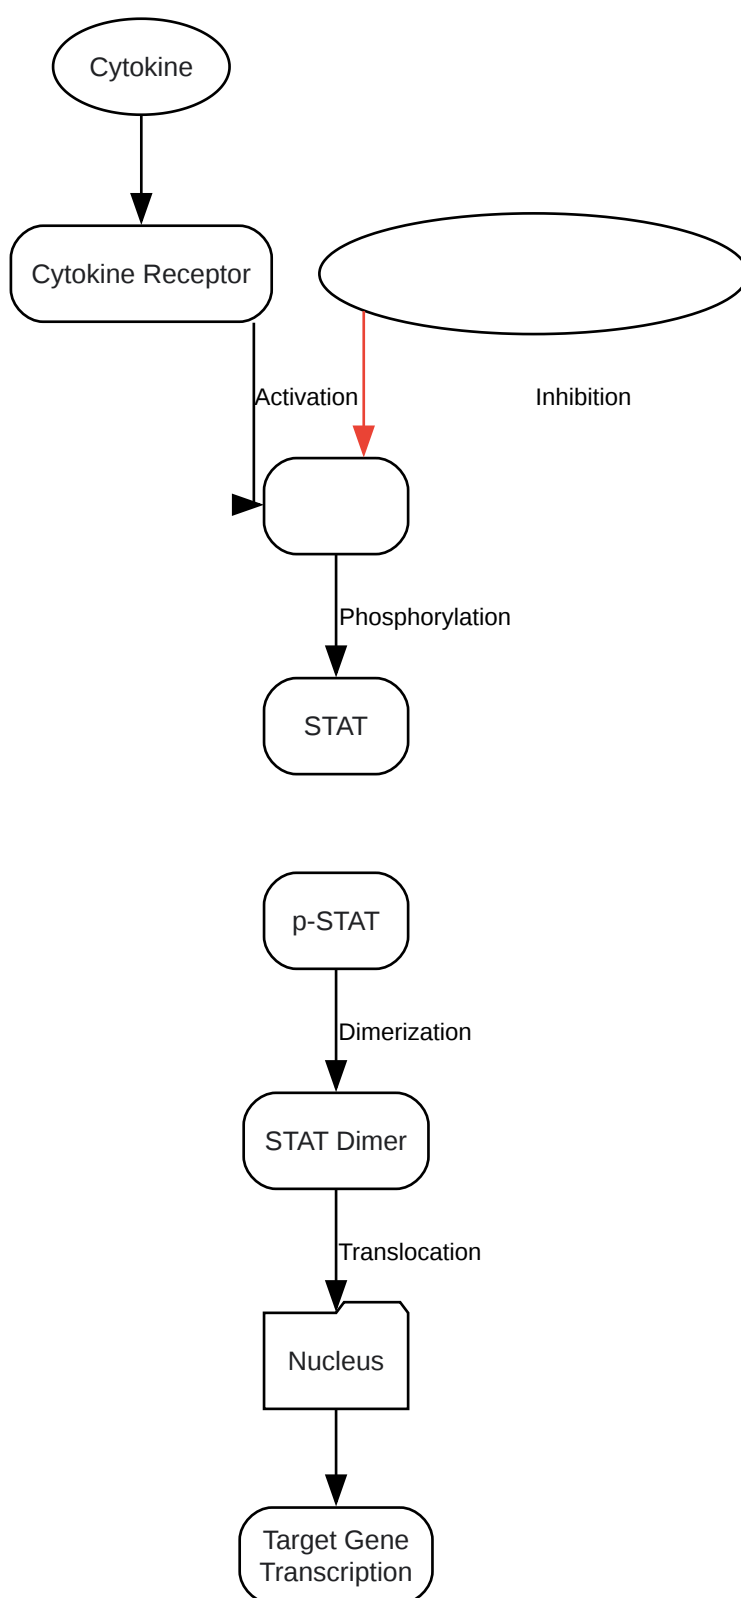 Cytokine
Cytokine Receptor
Activation
Inhibition
Phosphorylation
STAT
p-STAT
Dimerization
STAT Dimer
Translocation
Nucleus
Target Gene
Transcription